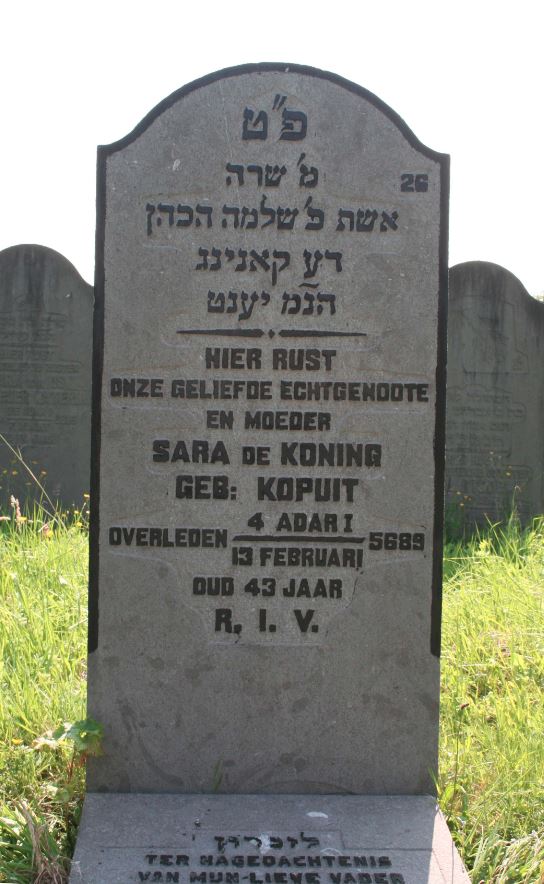 פ״ט
מ׳ שרה
26
אשת כ׳ שלמה הכהן
דע קאנינג
הנ̄מ יענט
HIER RUST
ONZE GELIEFDE ECHTGENOOTE
EN MOEDER
SARA DE KONING
GEB: KOPUIT
4 ADAR I
OVERLEDEN 5689
13 FEBRUARI
OUD 43 JAAR
R. I. V.
לזכרון
TER NAGEDACHTENIS
VAN MIJN LIEVE VADER